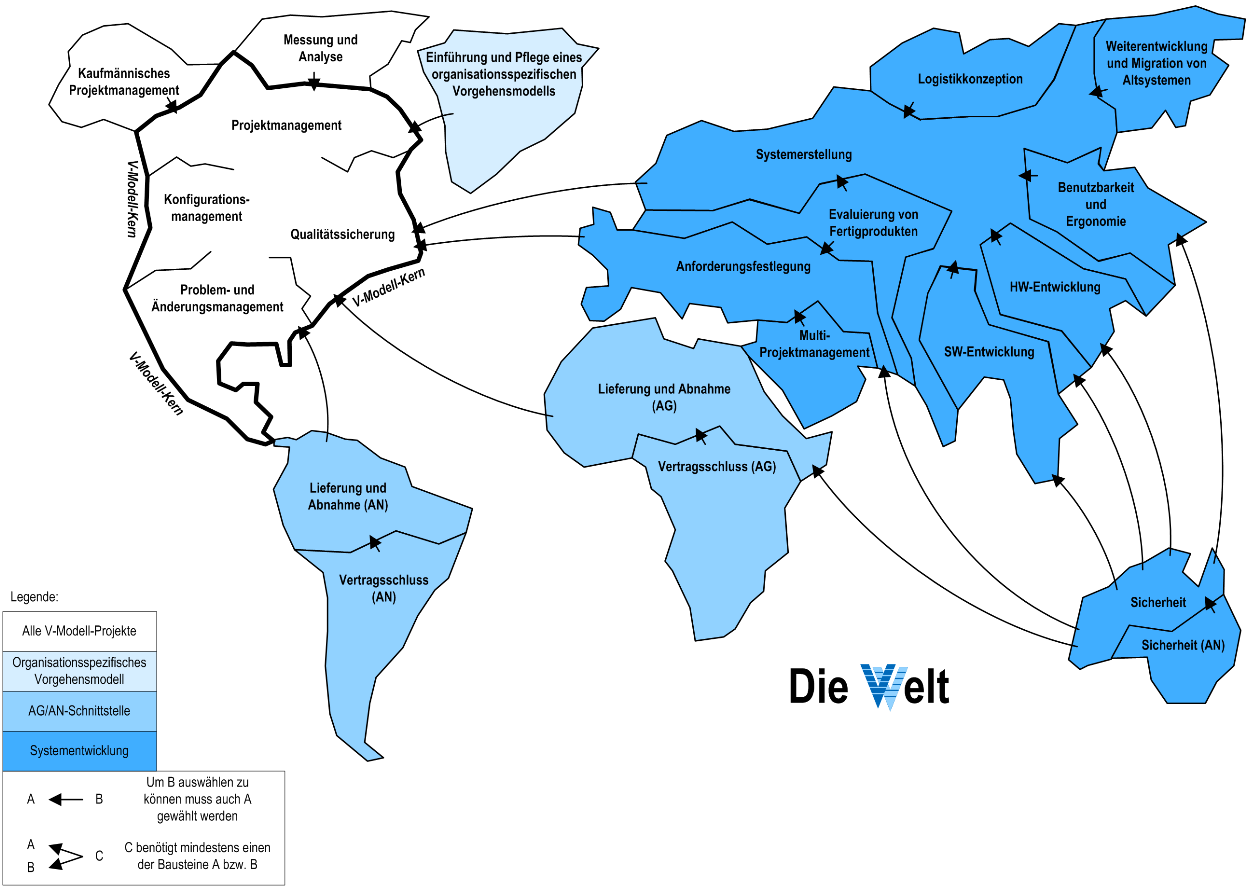 Messung und
Analyse
Kaufmännisches
Projektmanagement
Einführung und Pflege eines
organisationsspezifischen
Vorgehensmodells
Projektmanagement
V-Modell-Kern
Konfigurations-
management
Qualitätssicherung
V-Modell-Kern
Problem- und
Änderungsmanagement
V-Modell-Kern
Logistikkonzeption
Weiterentwicklung
und Migration von
Altsystemen
Systemerstellung
Benutzbarkeit
und
Ergonomie
Evaluierung von
Fertigprodukten
Anforderungsfestlegung
HW-Entwicklung
Multi-
Projektmanagement
SW-Entwicklung
Lieferung und Abnahme
(AG)
Vertragsschluss (AG)
Lieferung und
Abnahme (AN)
Vertragsschluss
(AN)
Sicherheit
Sicherheit (AN)
Die Welt
Legende:
Alle V-Modell-Projekte
Organisationsspezifisches
Vorgehensmodell
AG/AN-Schnittstelle
Systementwicklung
A B
Um B auswählen zu
können muss auch A
gewählt werden
A
B
C
C benötigt mindestens einen
der Bausteine A bzw. B